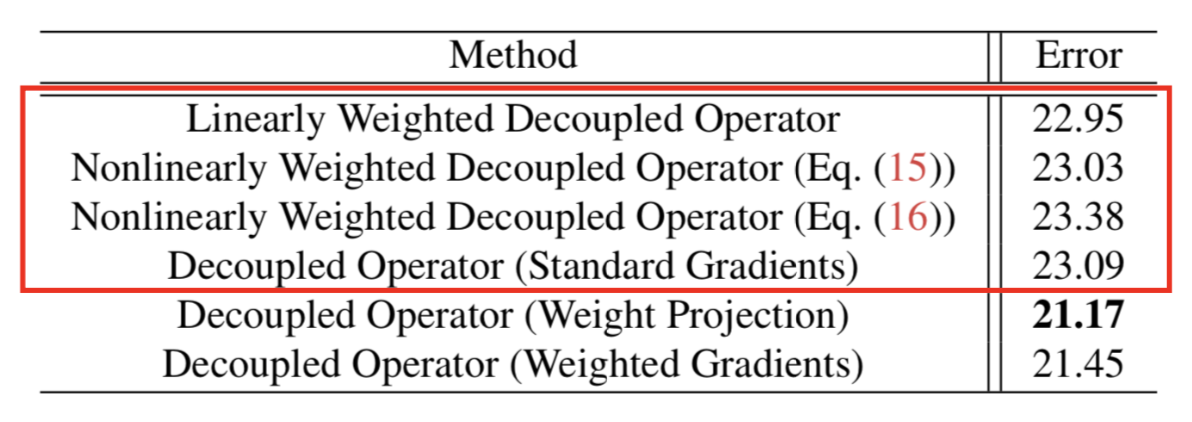 Method Error
Linearly Weighted Decoupled Operator 22.95
Nonlinearly Weighted Decoupled Operator (Eq. (15)) 23.03
Nonlinearly Weighted Decoupled Operator (Eq. (16)) 23.38
Decoupled Operator (Standard Gradients) 23.09
Decoupled Operator (Weight Projection) 21.17
Decoupled Operator (Weighted Gradients) 21.45